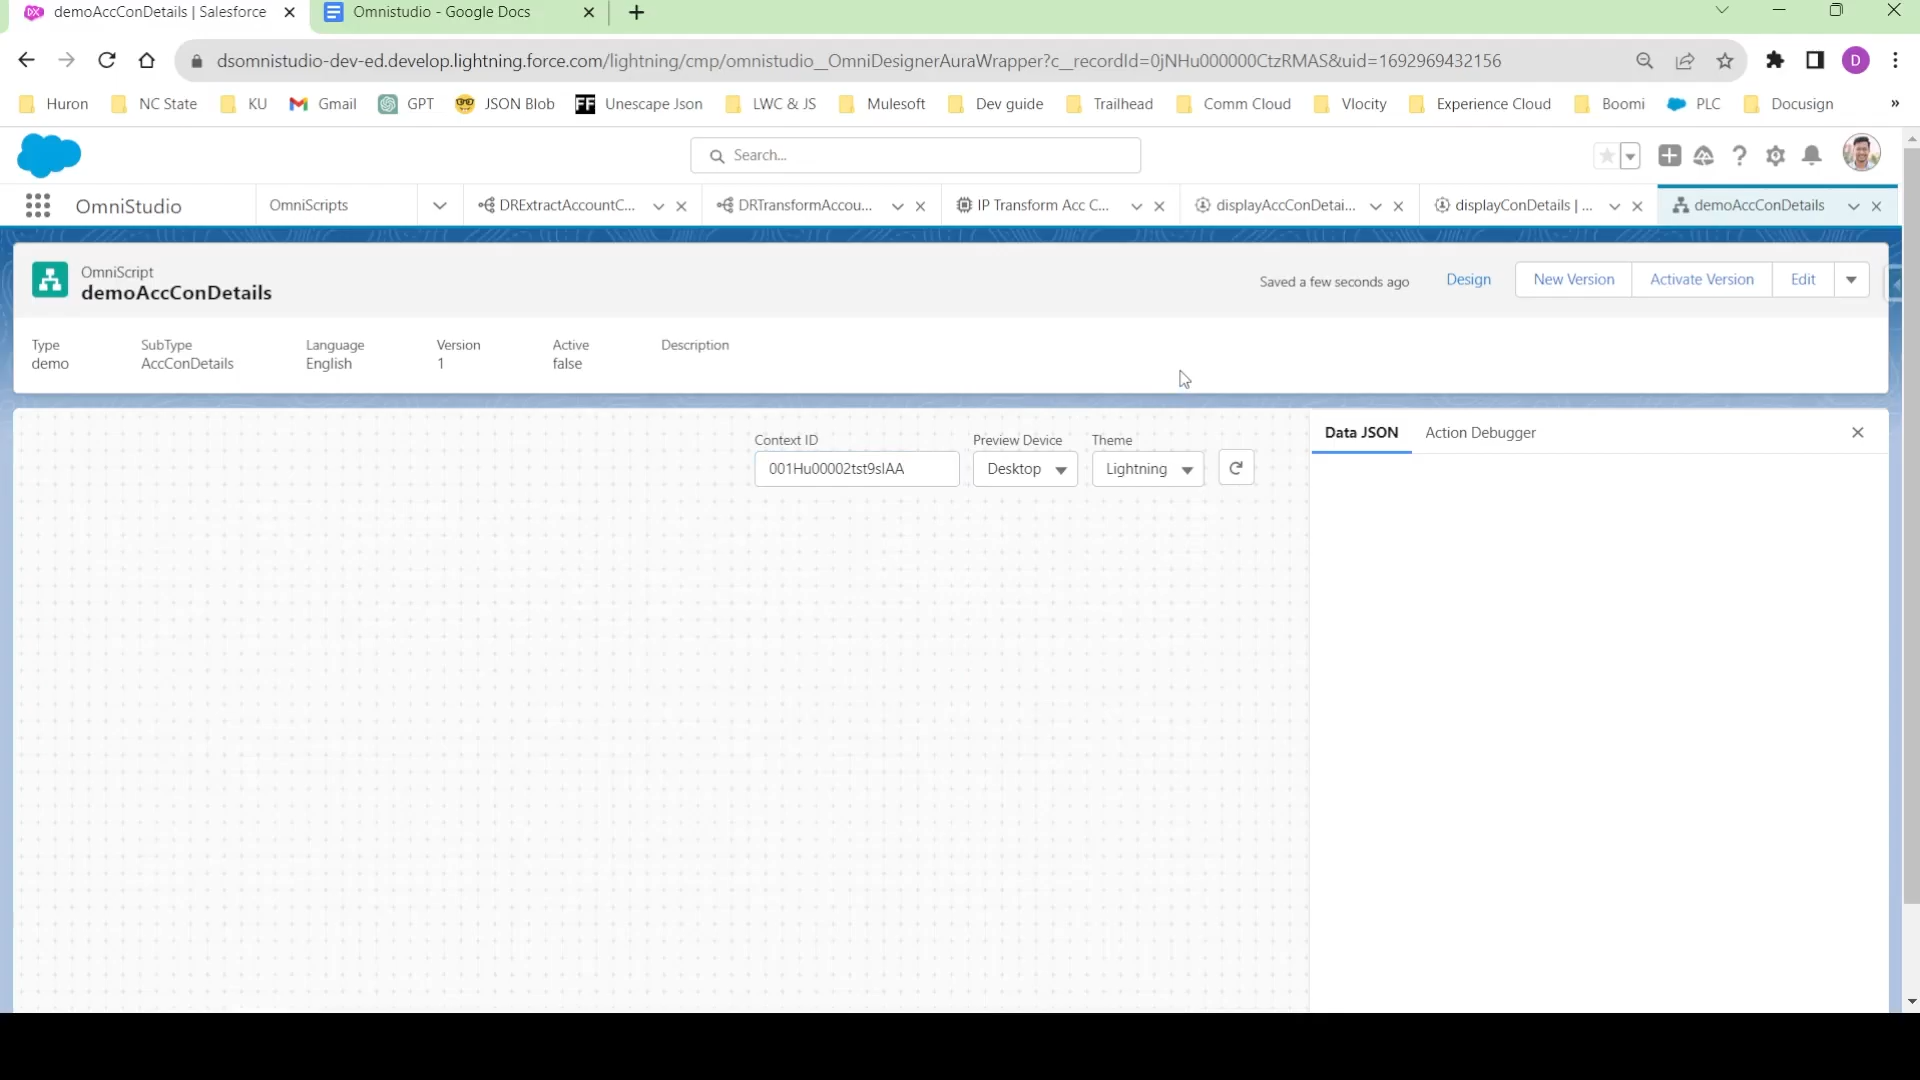 demoAccConDetails | Salesforce
Omnistudio - Google Docs
dsomnistudio-dev-ed.develop.lightning.force.com/lightning/cmp/omnistudio__OmniDesignerAuraWrapper?c__recordId=0jNHu000000CtzRMAS&uid=1692969432156
D
Huron
NC State
KU
Gmail
GPT
JSON Blob
FF
Unescape Json
LWC & JS
Mulesoft
Dev guide
Trailhead
Comm Cloud
Vlocity
Experience Cloud
Boomi
PLC
Docusign
»
Search...
OmniStudio
OmniScripts
DRExtractAccountC...
DRTransformAccou...
IP Transform Acc C...
displayAccConDetai...
displayConDetails | ...
demoAccConDetails
OmniScript
demoAccConDetails
Saved a few seconds ago
Design
New Version
Activate Version
Edit
Type
SubType
Language
Version
Active
Description
demo
AccConDetails
English
1
false
Context ID
Preview Device
Theme
001Hu00002tst9sIAA
Desktop
Lightning
Data JSON
Action Debugger